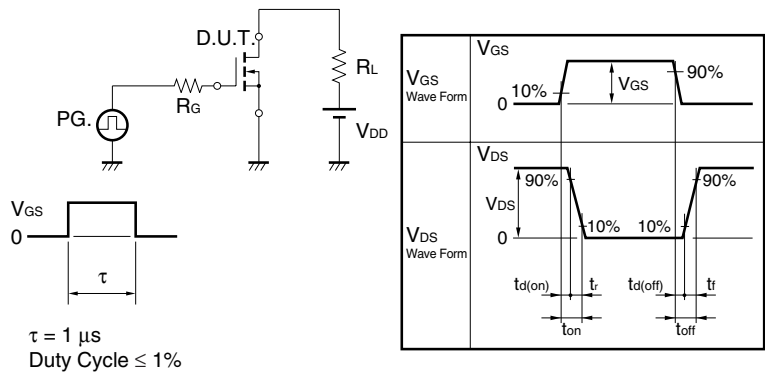 D.U.T.
RL
RG
PG.
VDD
VGS
0
τ
τ = 1 μs
Duty Cycle ≤ 1%
VGS
Wave Form
VGS
10%
VGS
90%
0
VDS
Wave Form
VDS
90%
90%
VDS
10%
10%
0
td(on)
tr
td(off)
tf
ton
toff